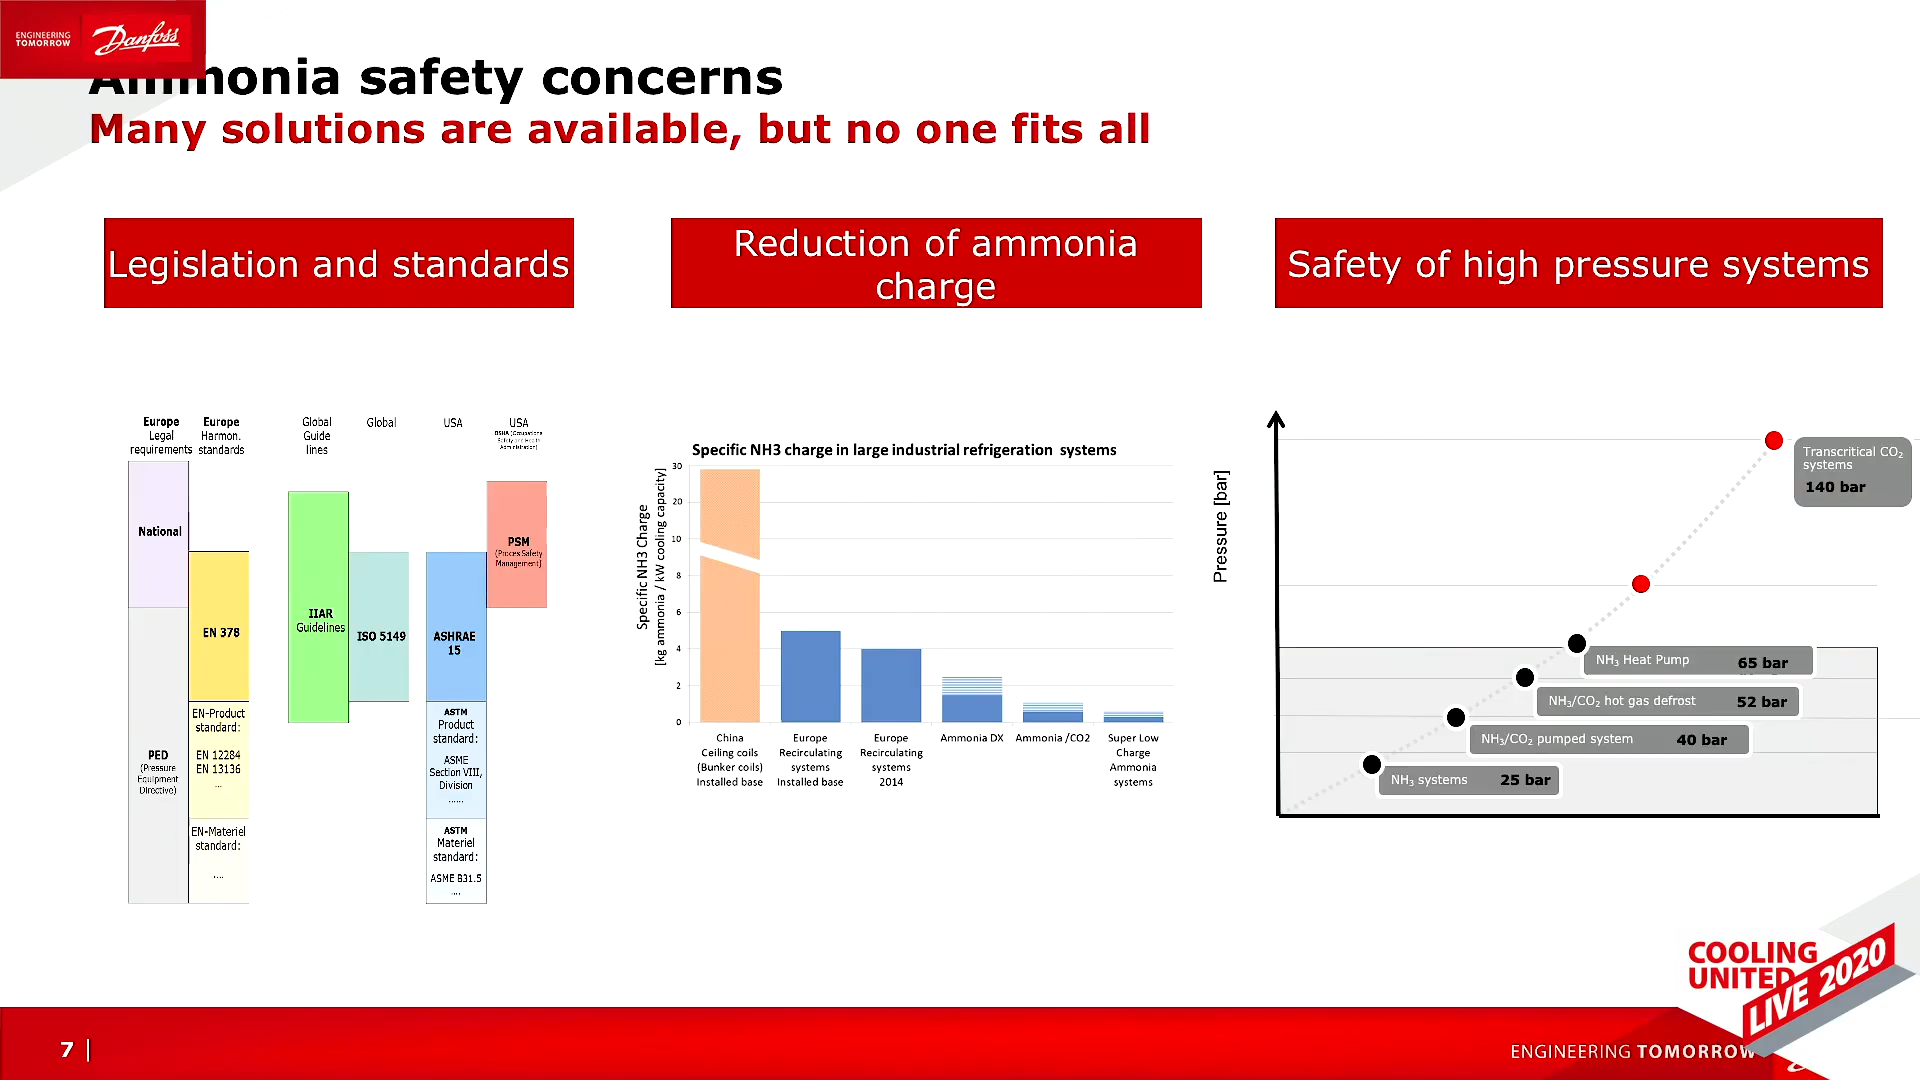 ENGINEERING
TOMORROW
Danfoss
Ammonia safety concerns
Many solutions are available, but no one fits all
Legislation and standards
Reduction of ammonia
charge
Safety of high pressure systems
Europe
Legal
requirements
Europe
Harmon.
standards
Global
Guide
lines
Global
USA
USA
OSHA (Occupational
Safety and Health
Administration)
National
PED
(Pressure
Equipment
Directive)
EN 378
EN-Product
standard:
EN 12284
EN 13136
...
EN-Materiel
standard:
....
IIAR
Guidelines
ISO 5149
ASHRAE
15
ASTM
Product
standard:
ASME
Section VIII,
Division
......
ASTM
Materiel
standard:
ASME B31.5
....
PSM
(Proces Safety
Management)
Specific NH3 charge in large industrial refrigeration systems
Specific NH3 Charge
[kg ammonia / kW cooling capacity]
30
20
10
8
6
4
2
0
China
Ceiling coils
(Bunker coils)
Installed base
Europe
Recirculating
systems
Installed base
Europe
Recirculating
systems
2014
Ammonia DX
Ammonia /CO2
Super Low
Charge
Ammonia
systems
Pressure [bar]
Transcritical CO₂
systems
140 bar
NH₃ Heat Pump 65 bar
NH₃/CO₂ hot gas defrost 52 bar
NH₃/CO₂ pumped system 40 bar
NH₃ systems 25 bar
COOLING
UNITED
LIVE 2020
7 |
ENGINEERING TOMORROW